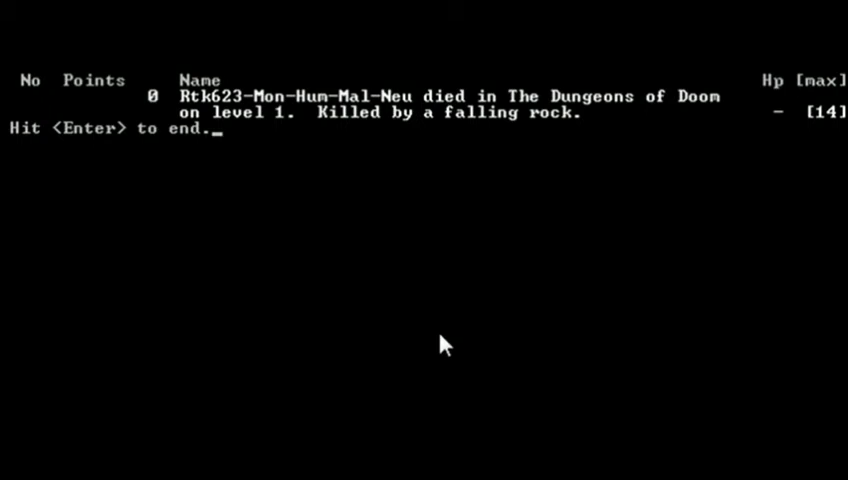 No Points Name Hp [max]
0 Rtk623-Mon-Hum-Mal-Neu died in The Dungeons of Doom
on level 1. Killed by a falling rock. - [14]
Hit <Enter> to end._